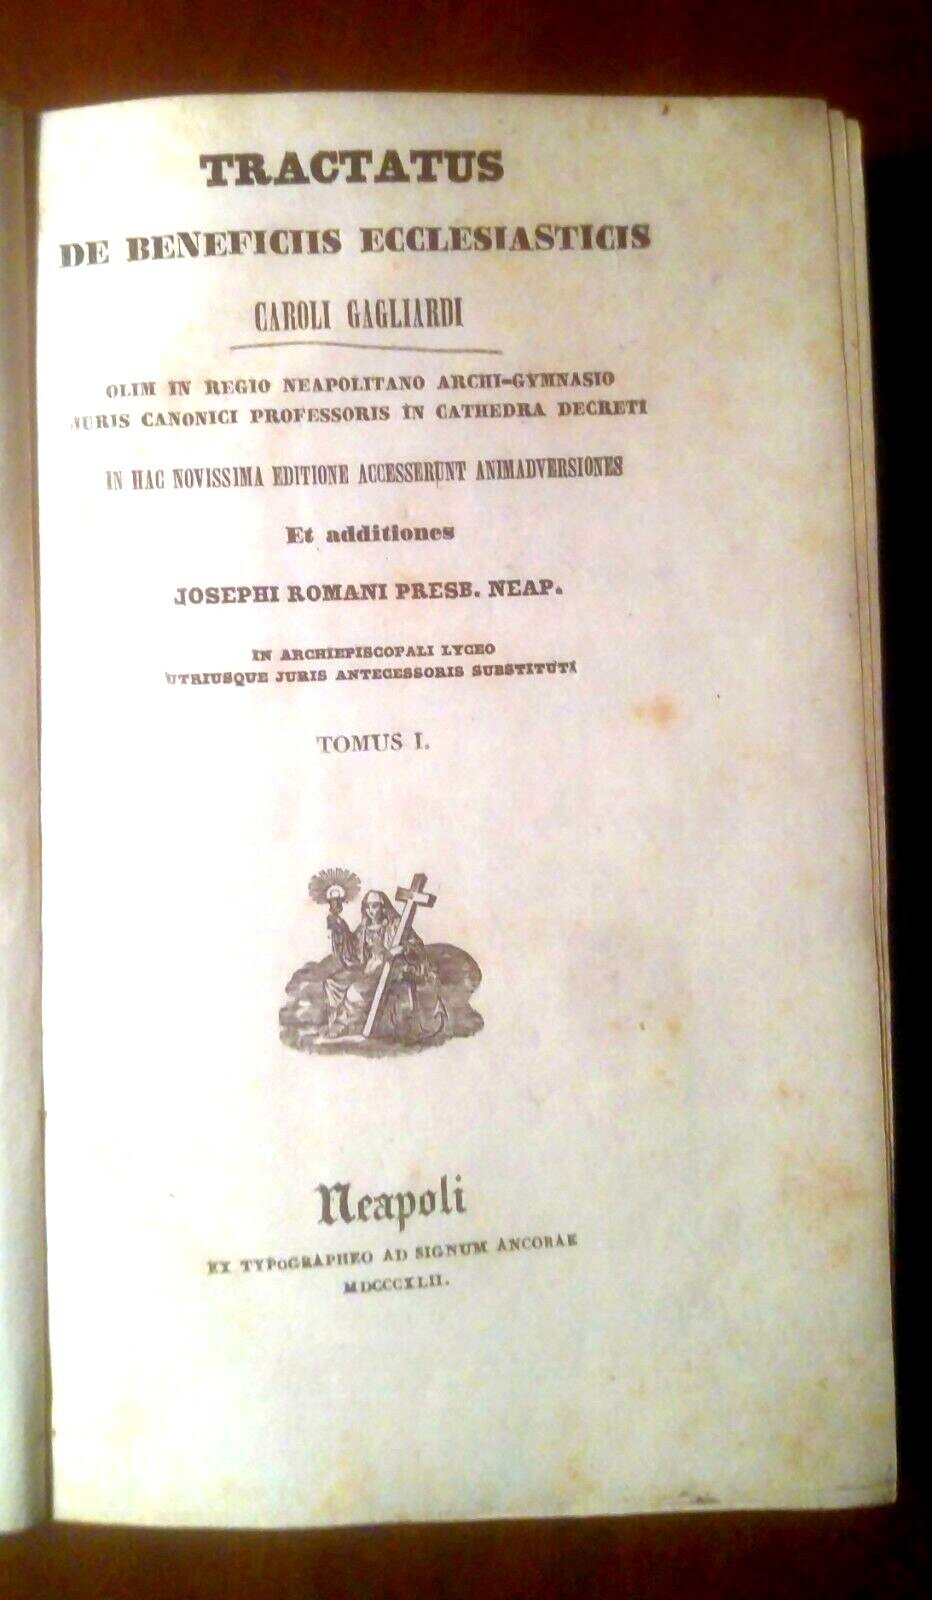 TRACTATUS
DE BENEFICIIS ECCLESIASTICIS
CAROLI GAGLIARDI
OLIM IN REGIO NEAPOLITANO ARCHI-GYMNASIO
JURIS CANONICI PROFESSORIS IN CATHEDRA DECRETI
IN HAC NOVISSIMA EDITIONE ACCESSERUNT ANIMADVERSIONES
Et additiones
JOSEPHI ROMANI PRESB. NEAP.
IN ARCHIEPISCOPALI LYCEO
UTRIUSQUE JURIS ANTECESSORIS SUBSTITUTI
TOMUS I.
Neapoli
EX TYPOGRAPHEO AD SIGNUM ANCORAE
MDCCCXLII.